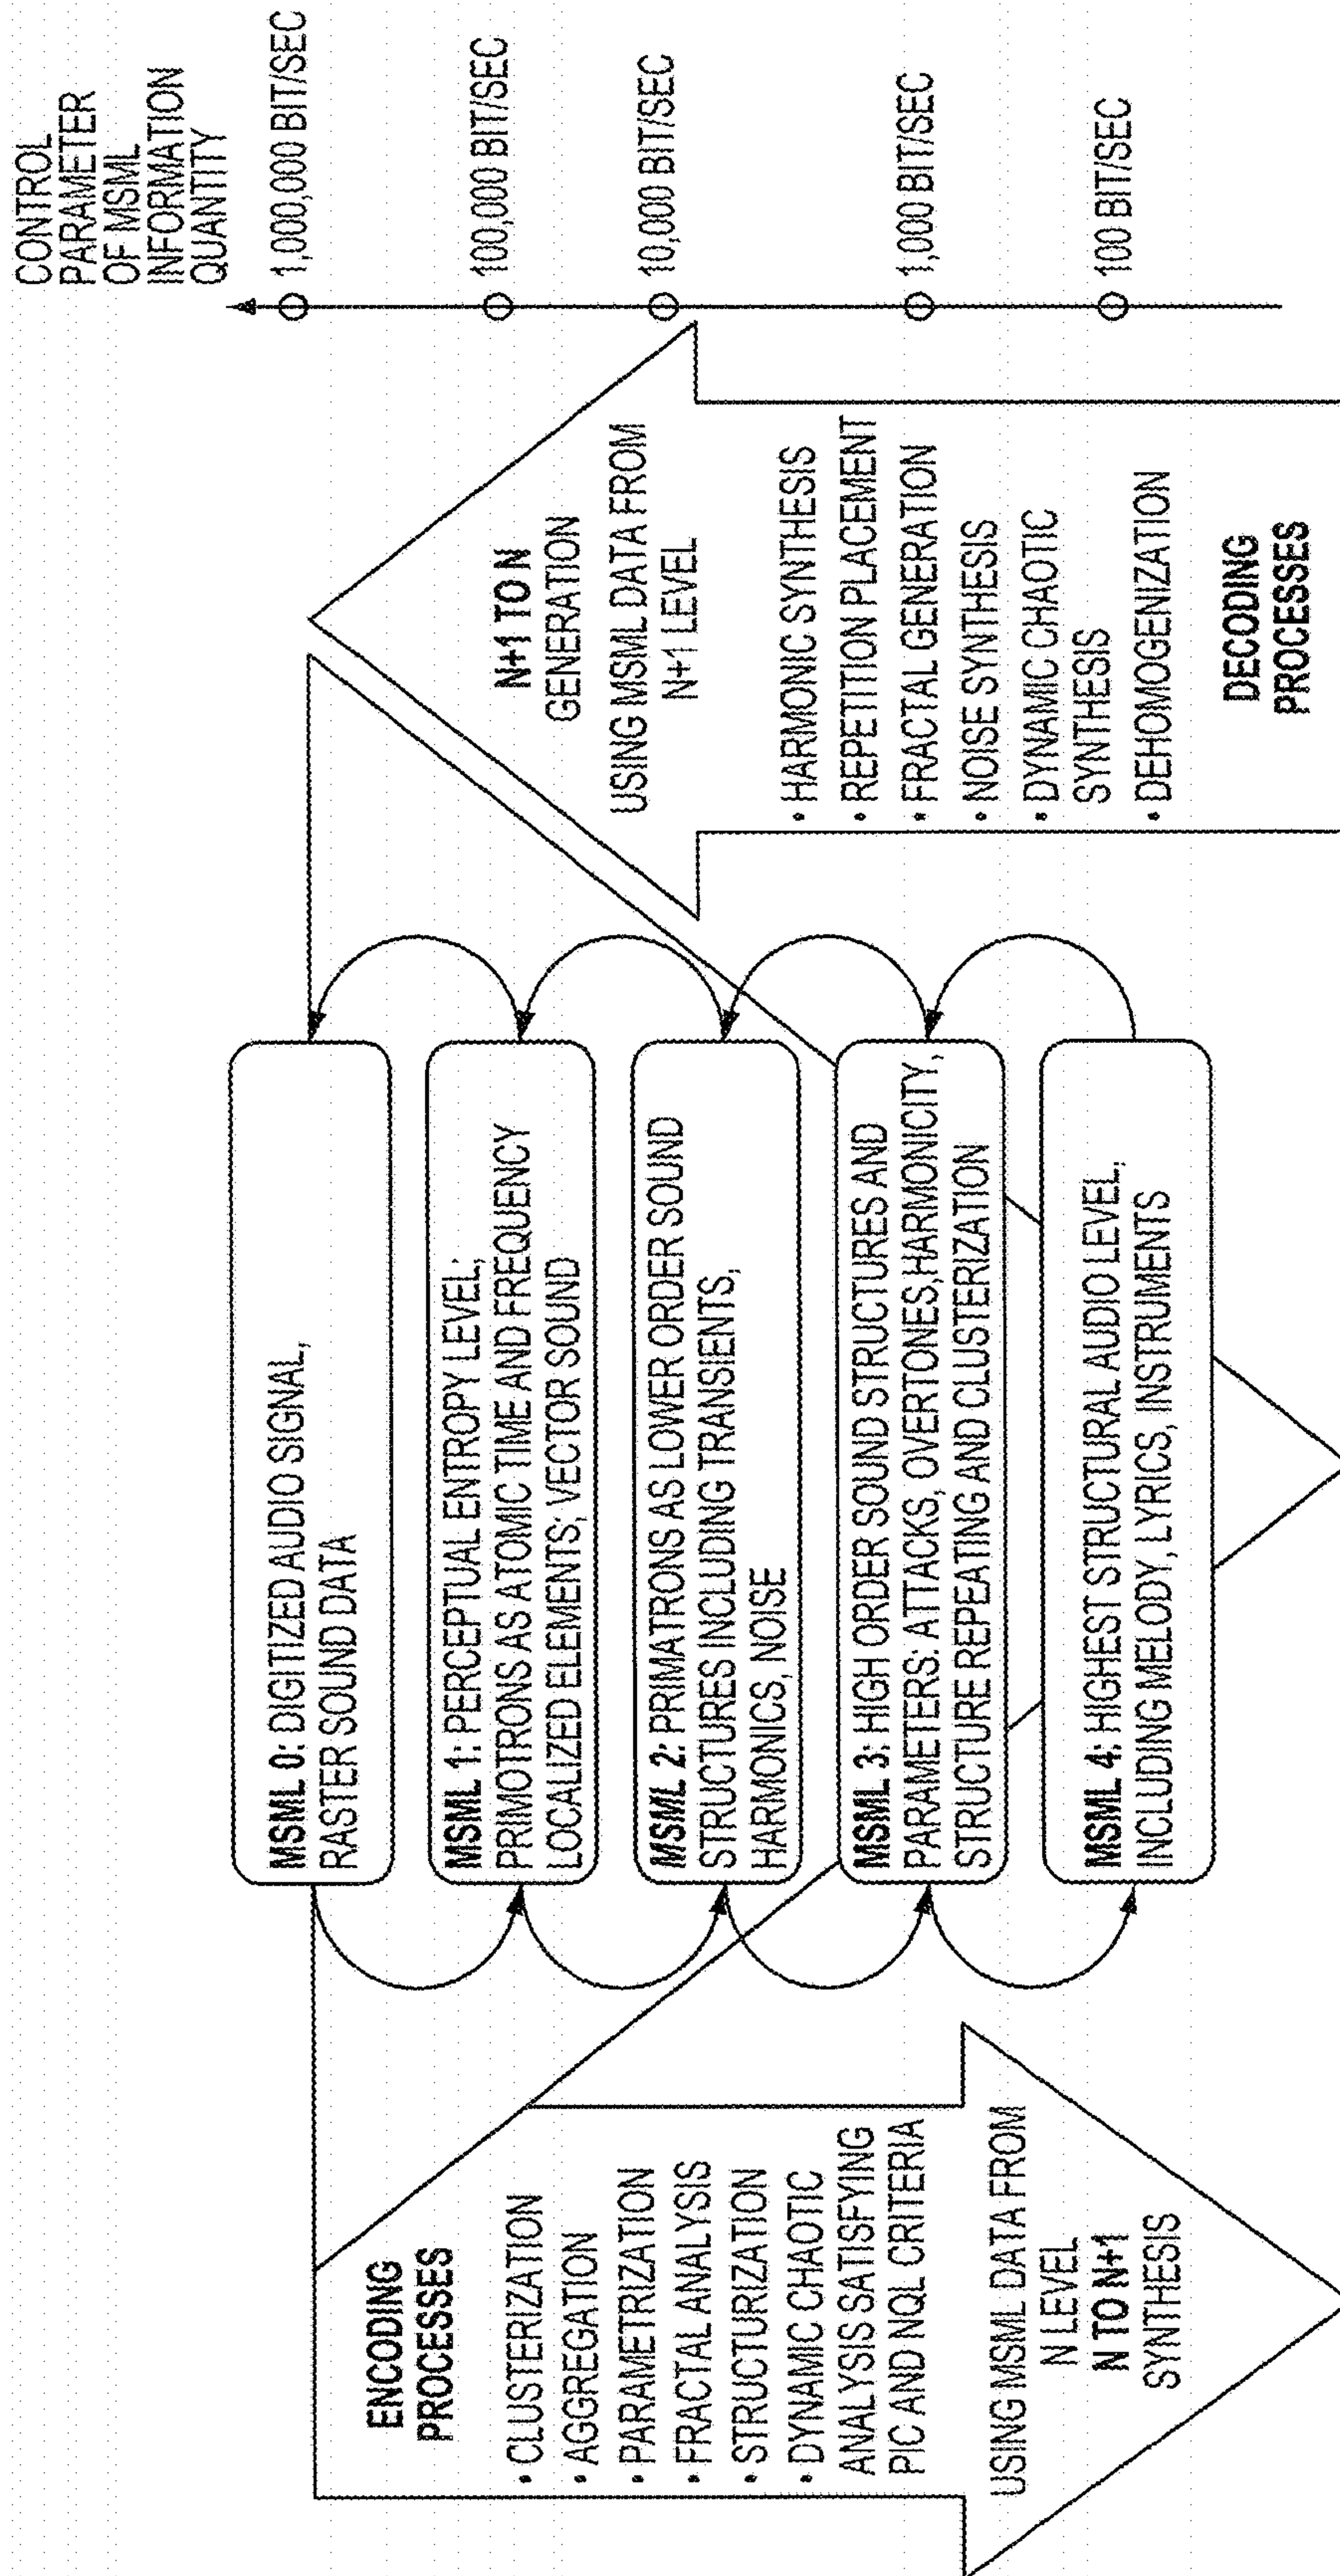 ENCODING
PROCESSES
• CLUSTERIZATION
• AGGREGATION
• PARAMETRIZATION
• FRACTAL ANALYSIS
• STRUCTURIZATION
• DYNAMIC CHAOTIC
ANALYSIS SATISFYING
PIC AND NQL CRITERIA
USING MSML DATA FROM
N LEVEL
N TO N+1
SYNTHESIS
MSML 0: DIGITIZED AUDIO SIGNAL,
RASTER SOUND DATA
MSML 1: PERCEPTUAL ENTROPY LEVEL;
PRIMOTRONS AS ATOMIC TIME AND FREQUENCY
LOCALIZED ELEMENTS; VECTOR SOUND
MSML 2: PRIMATRONS AS LOWER ORDER SOUND
STRUCTURES INCLUDING TRANSIENTS,
HARMONICS, NOISE
MSML 3: HIGH ORDER SOUND STRUCTURES AND
PARAMETERS: ATTACKS, OVERTONES,HARMONICITY,
STRUCTURE REPEATING AND CLUSTERIZATION
MSML 4: HIGHEST STRUCTURAL AUDIO LEVEL,
INCLUDING MELODY, LYRICS, INSTRUMENTS
N+1 TO N
GENERATION
USING MSML DATA FROM
N+1 LEVEL
• HARMONIC SYNTHESIS
• REPETITION PLACEMENT
• FRACTAL GENERATION
• NOISE SYNTHESIS
• DYNAMIC CHAOTIC
SYNTHESIS
• DEHOMOGENIZATION
DECODING
PROCESSES
CONTROL
PARAMETER
OF MSML
INFORMATION
QUANTITY
1,000,000 BIT/SEC
100,000 BIT/SEC
10,000 BIT/SEC
1,000 BIT/SEC
100 BIT/SEC